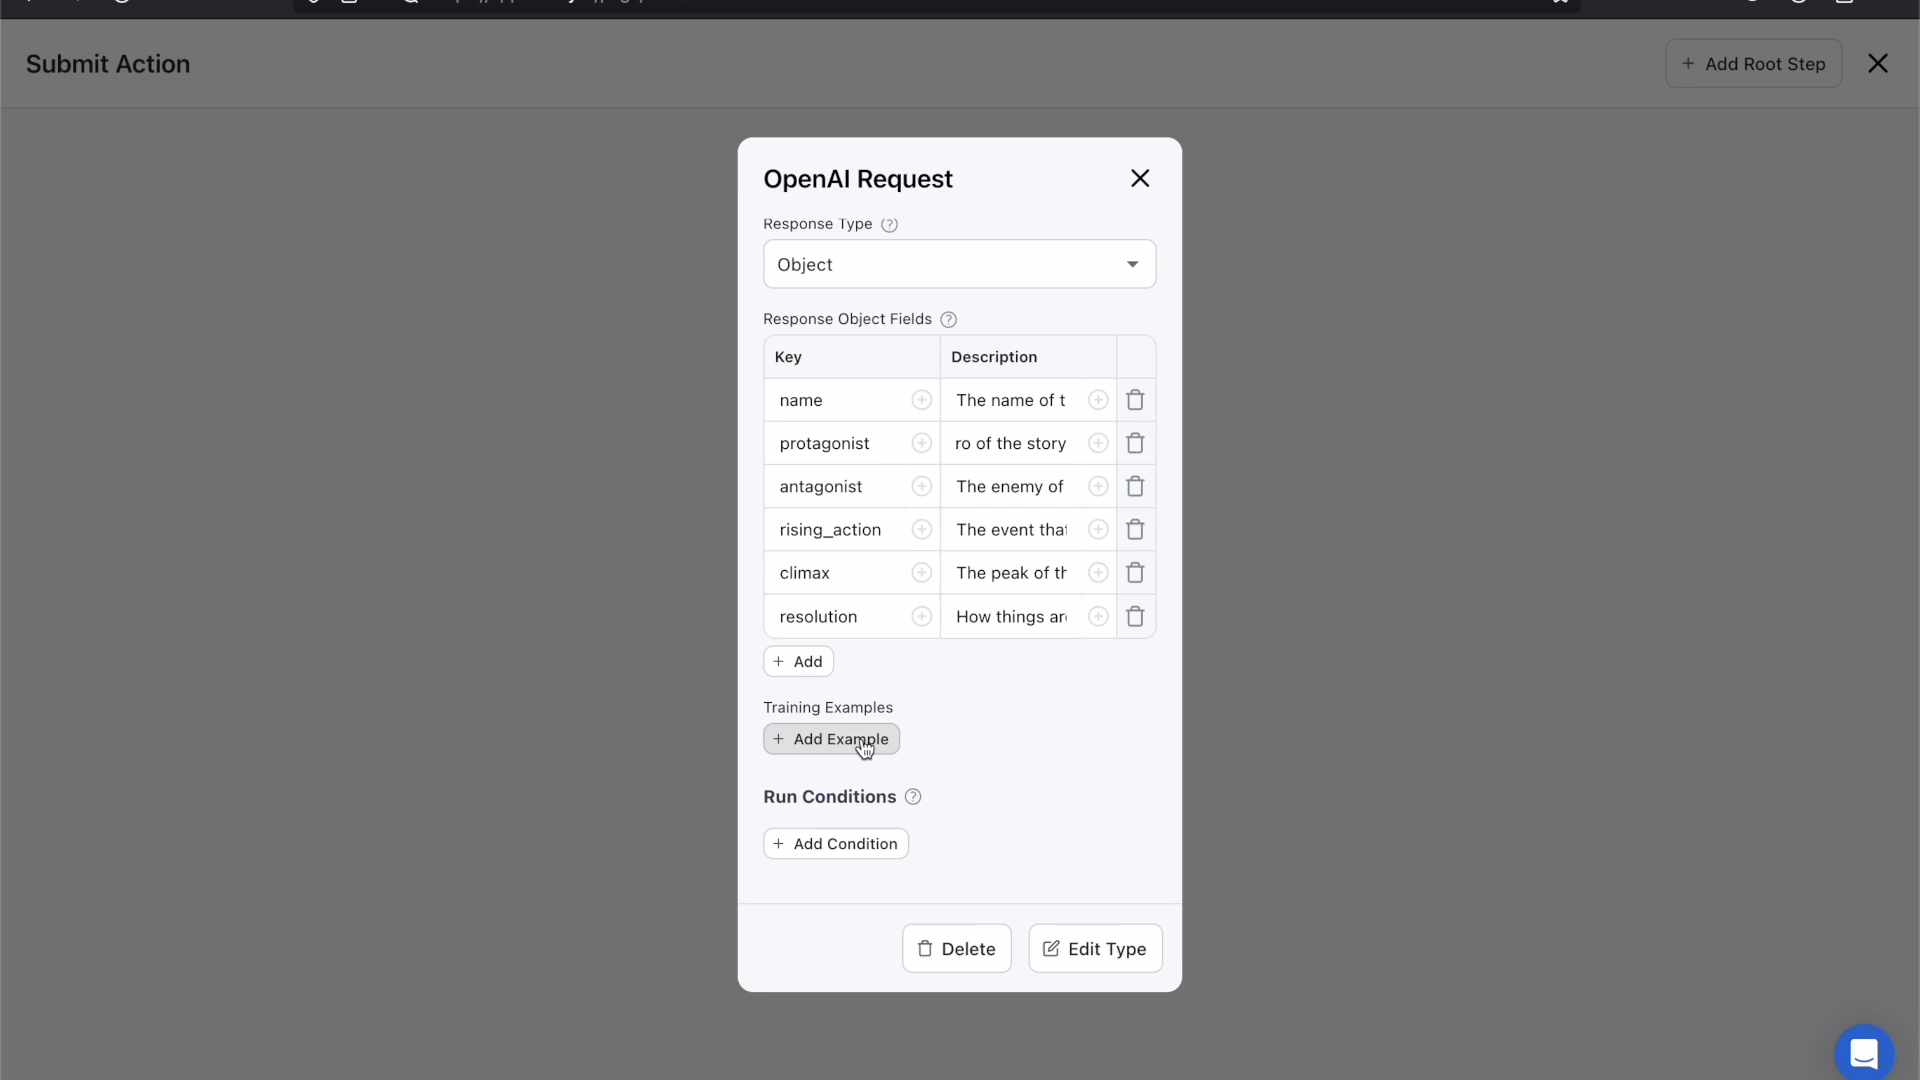 Submit Action
+ Add Root Step
OpenAI Request
Response Type ?
Object
Response Object Fields ?
Key Description
name The name of t
protagonist ro of the story
antagonist The enemy of
rising_action The event that
climax The peak of th
resolution How things are
+ Add
Training Examples
+ Add Example
Run Conditions ?
+ Add Condition
Delete Edit Type